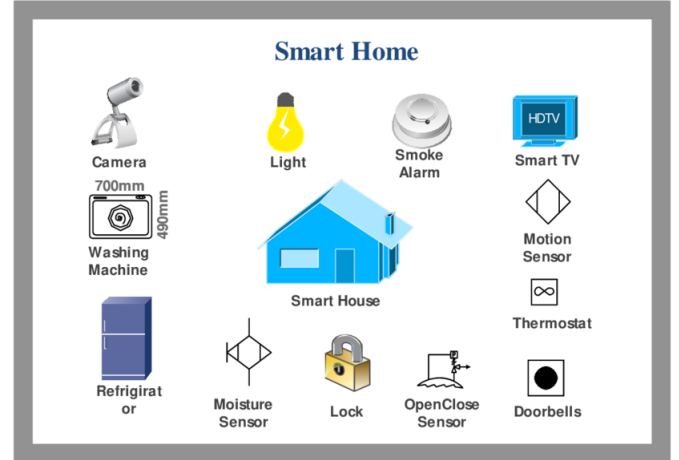 Smart Home
HDTV
Camera
Light
Smoke
Alarm
Smart TV
700mm
490mm
Washing
Machine
Motion
Sensor
Smart House
Thermostat
Refrigirat
or
Moisture
Sensor
Lock
P
OpenClose
Sensor
Doorbells